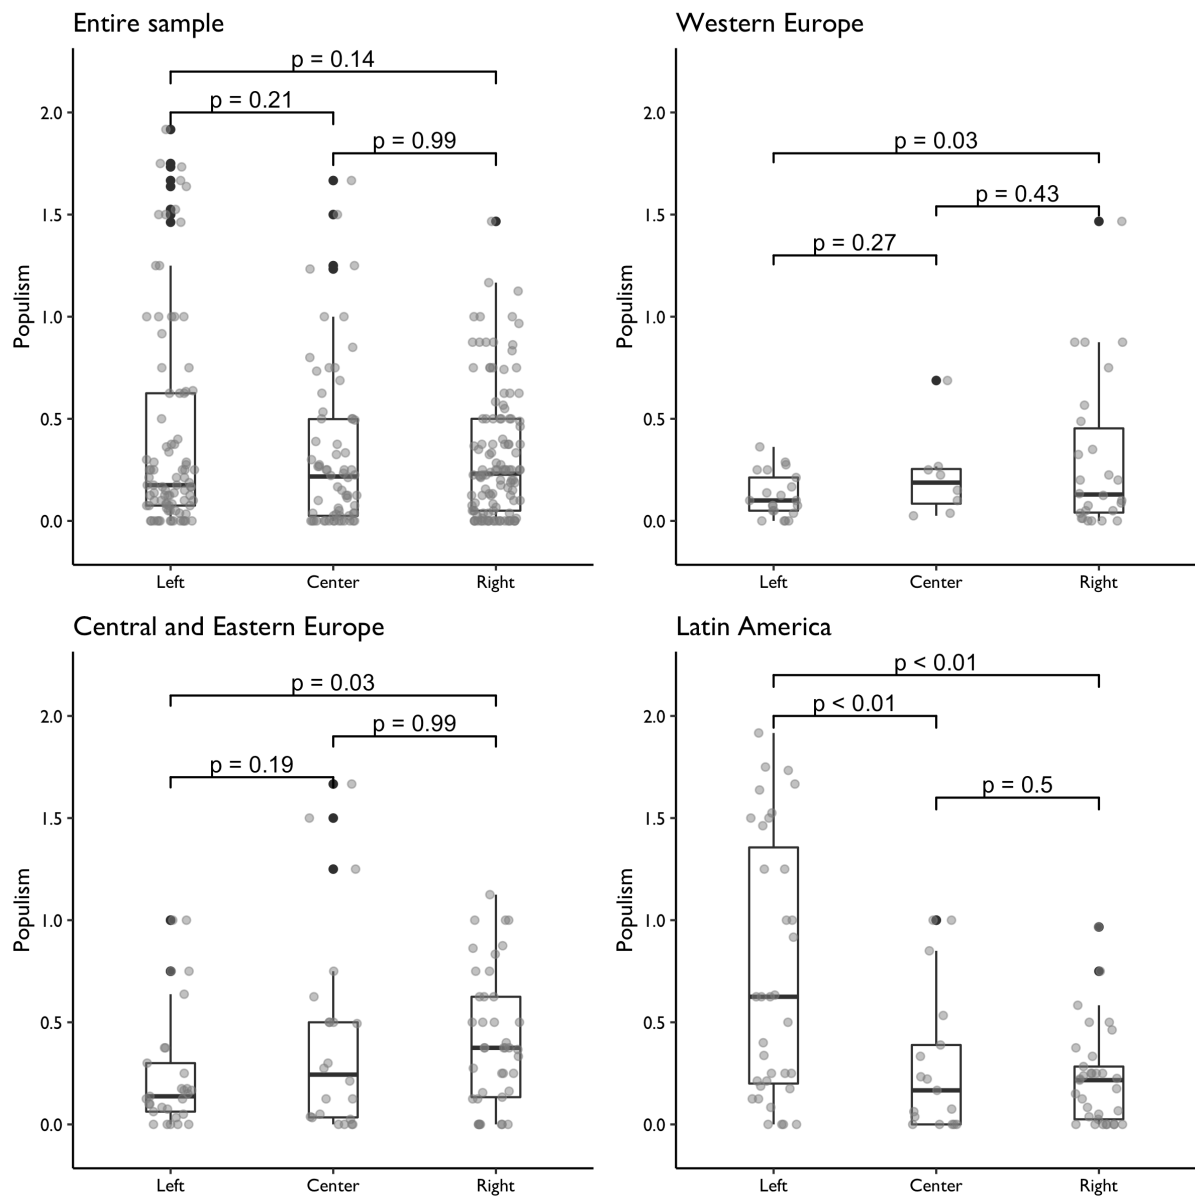 Entire sample
Populism
2.0
1.5
1.0
0.5
0.0
p = 0.14
p = 0.21
p = 0.99
Left Center Right
Western Europe
Populism
2.0
1.5
1.0
0.5
0.0
p = 0.03
p = 0.43
p = 0.27
Left Center Right
Central and Eastern Europe
Populism
2.0
1.5
1.0
0.5
0.0
p = 0.03
p = 0.99
p = 0.19
Left Center Right
Latin America
Populism
2.0
1.5
1.0
0.5
0.0
p < 0.01
p < 0.01
p = 0.5
Left Center Right